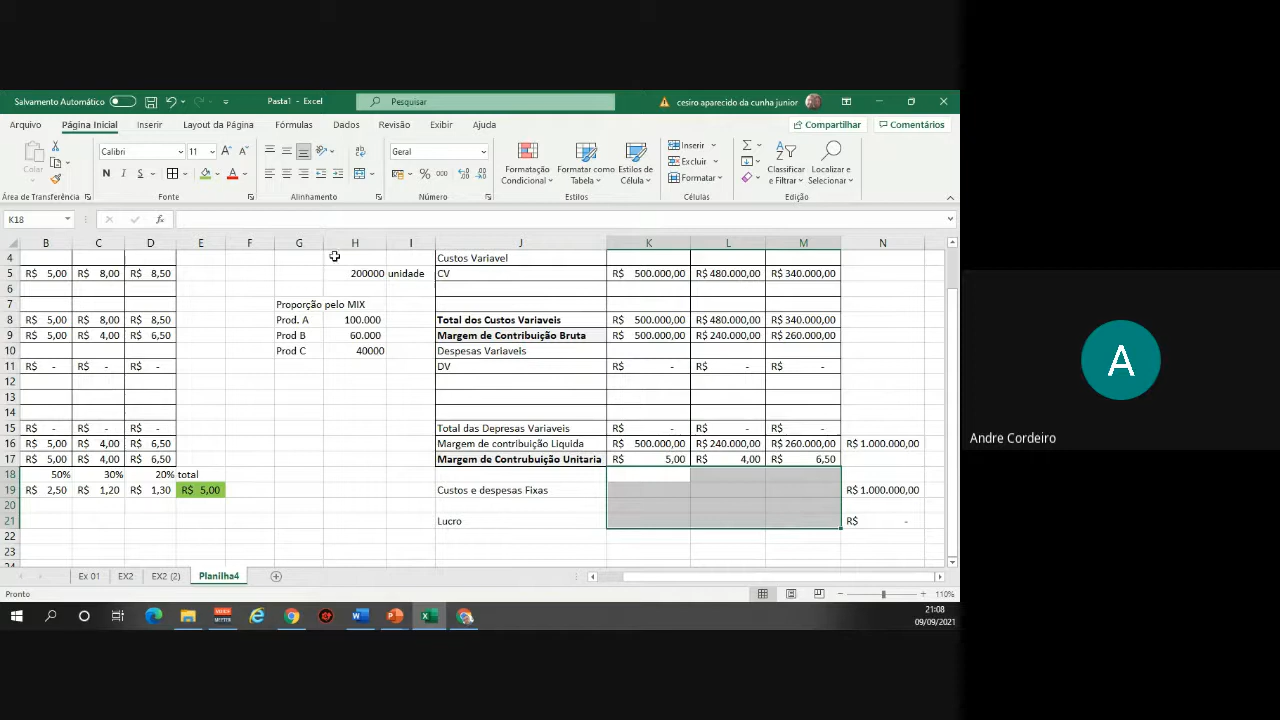 Salvamento Automático Pasta1 - Excel Pesquisar cesiro aparecido da cunha junior
Arquivo Página Inicial Inserir Layout da Página Fórmulas Dados Revisão Exibir Ajuda Compartilhar Comentários
Colar Calibri 11 Geral Formatação Condicional Formatar como Tabela Estilos de Célula Inserir Excluir Formatar Classificar e Filtrar Localizar e Selecionar
N I S
Área de Transferência Fonte Alinhamento Número Estilos Células Edição
K18 fx
B C D E F G H I J K L M N
4 Custos Variavel
5 R$ 5,00 R$ 8,00 R$ 8,50 200000 unidade CV R$ 500.000,00 R$ 480.000,00 R$ 340.000,00
6
7 Proporção pelo MIX
8 R$ 5,00 R$ 8,00 R$ 8,50 Prod. A 100.000 Total dos Custos Variaveis R$ 500.000,00 R$ 480.000,00 R$ 340.000,00
9 R$ 5,00 R$ 4,00 R$ 6,50 Prod B 60.000 Margem de Contribuição Bruta R$ 500.000,00 R$ 240.000,00 R$ 260.000,00
10 Prod C 40000 Despesas Variaveis
11 R$ - R$ - R$ - DV R$ - R$ - R$ -
12
13
14
15 R$ - R$ - R$ - Total das Depresas Variaveis R$ - R$ - R$ -
16 R$ 5,00 R$ 4,00 R$ 6,50 Margem de contribuição Liquida R$ 500.000,00 R$ 240.000,00 R$ 260.000,00 R$ 1.000.000,00
17 R$ 5,00 R$ 4,00 R$ 6,50 Margem de Contrubuição Unitaria R$ 5,00 R$ 4,00 R$ 6,50
18 50% 30% 20% total
19 R$ 2,50 R$ 1,20 R$ 1,30 R$ 5,00 Custos e despesas Fixas R$ 1.000.000,00
20
21 Lucro R$ -
22
23
Ex 01 EX2 EX2 (2) Planilha4
Pronto 110%
21:08
09/09/2021
A
Andre Cordeiro